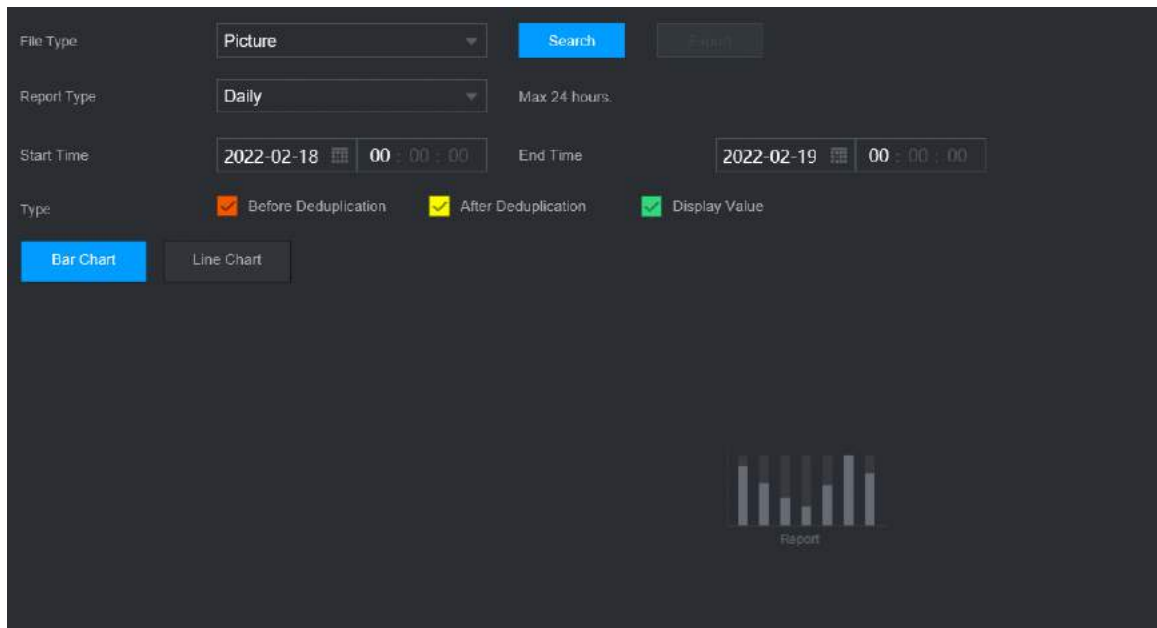 File Type Picture Search Export
Report Type Daily Max 24 hours.
Start Time 2022-02-18 00 : 00 : 00 End Time 2022-02-19 00 : 00 : 00
Type Before Deduplication After Deduplication Display Value
Bar Chart Line Chart
Report